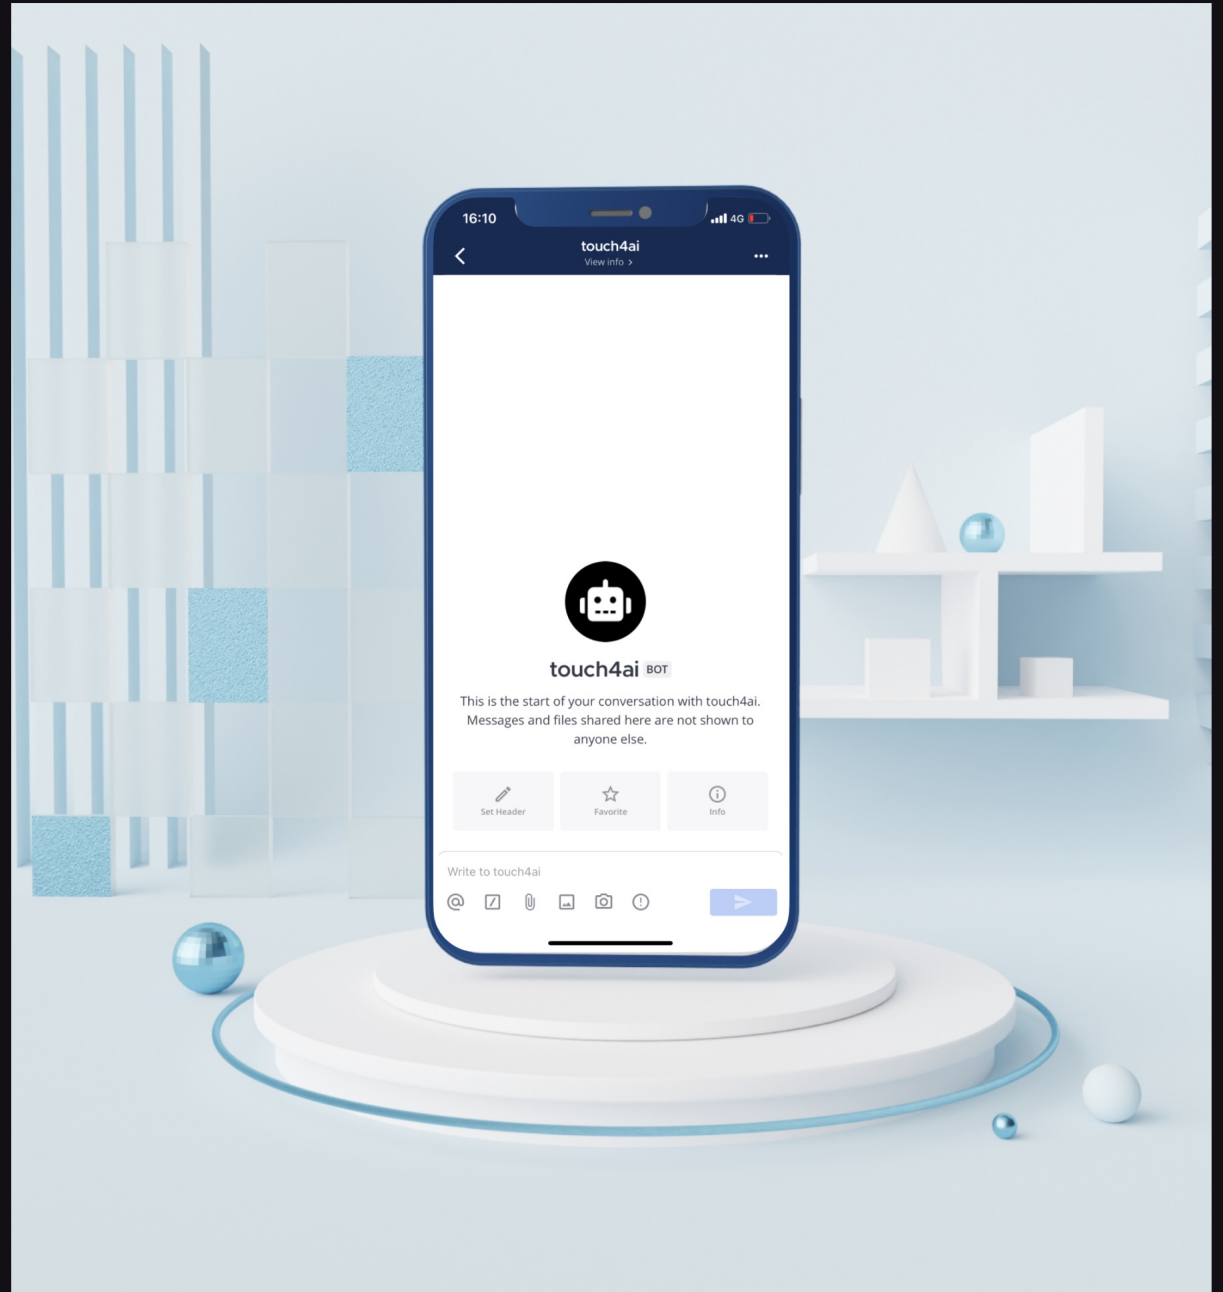 16:10
4G
touch4ai
View info >
touch4ai BOT
This is the start of your conversation with touch4ai.
Messages and files shared here are not shown to
anyone else.
Set Header
Favorite
Info
Write to touch4ai